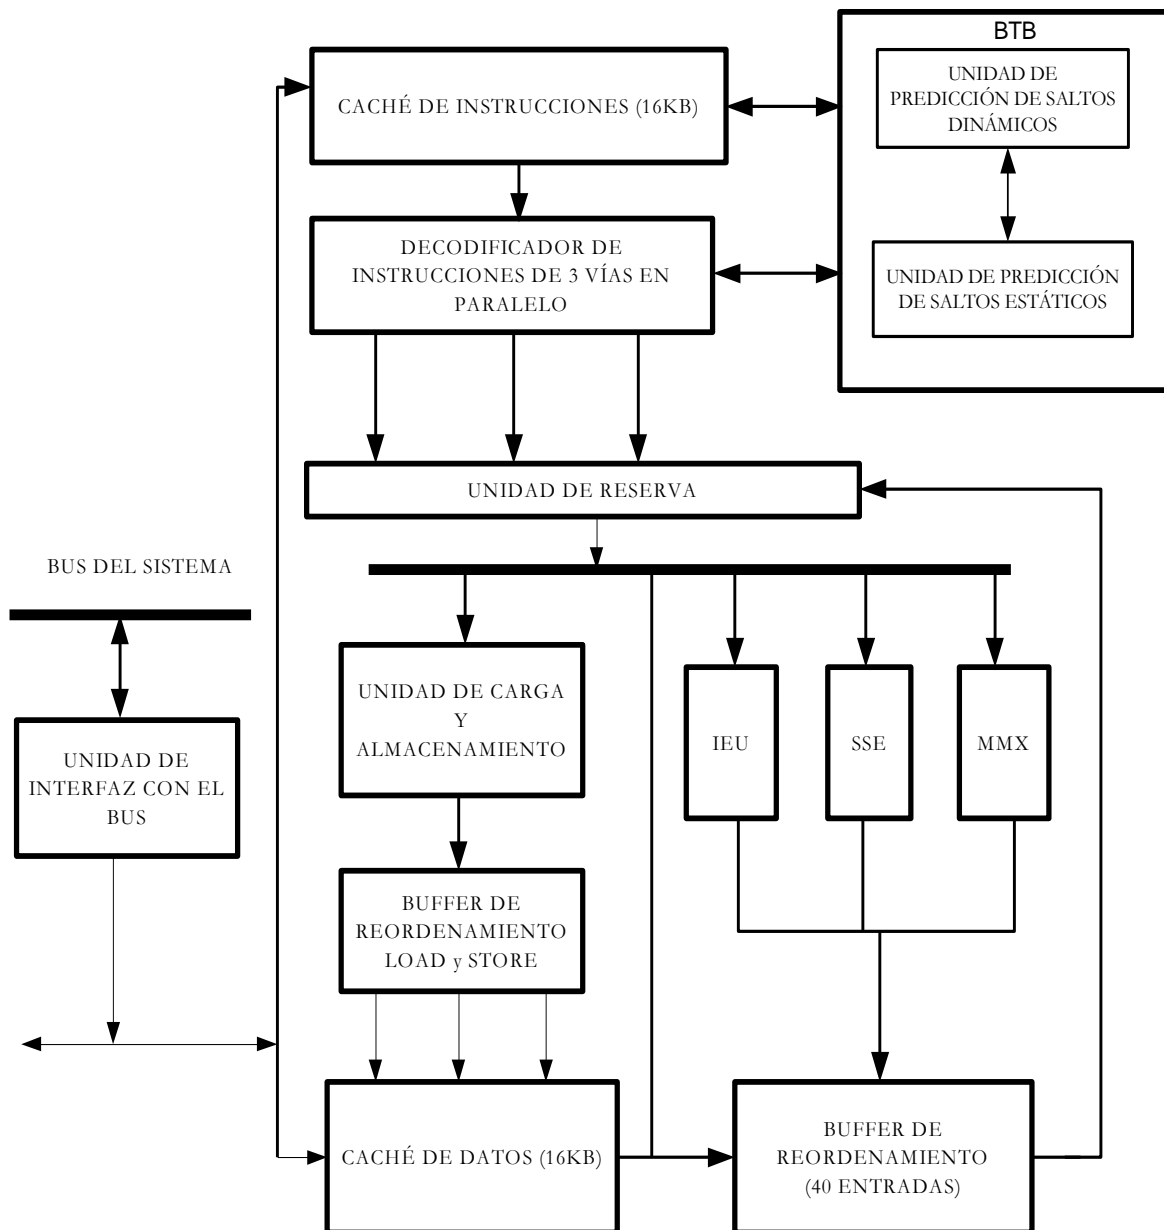 BTB
UNIDAD DE
PREDICCIÓN DE SALTOS
DINÁMICOS
CACHÉ DE INSTRUCCIONES (16KB)
DECODIFICADOR DE
INSTRUCCIONES DE 3 VÍAS EN
PARALELO
UNIDAD DE PREDICCIÓN
DE SALTOS ESTÁTICOS
UNIDAD DE RESERVA
BUS DEL SISTEMA
UNIDAD DE CARGA
Y
ALMACENAMIENTO
IEU
SSE
MMX
UNIDAD DE
INTERFAZ CON EL
BUS
BUFFER DE
REORDENAMIENTO
LOAD y STORE
CACHÉ DE DATOS (16KB)
BUFFER DE
REORDENAMIENTO
(40 ENTRADAS)